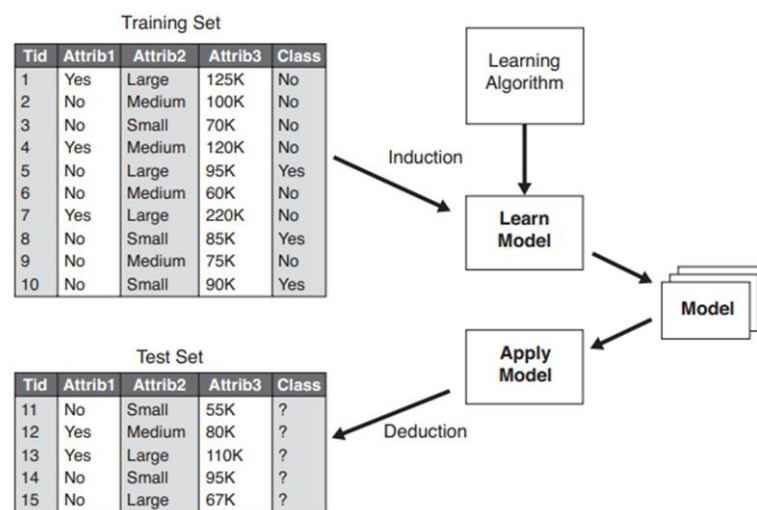 Training Set
Tid Attrib1 Attrib2 Attrib3 Class
1 Yes Large 125K No
2 No Medium 100K No
3 No Small 70K No
4 Yes Medium 120K No
5 No Large 95K Yes
6 No Medium 60K No
7 Yes Large 220K No
8 No Small 85K Yes
9 No Medium 75K No
10 No Small 90K Yes
Learning
Algorithm
Induction
Learn
Model
Model
Apply
Model
Deduction
Test Set
Tid Attrib1 Attrib2 Attrib3 Class
11 No Small 55K ?
12 Yes Medium 80K ?
13 Yes Large 110K ?
14 No Small 95K ?
15 No Large 67K ?